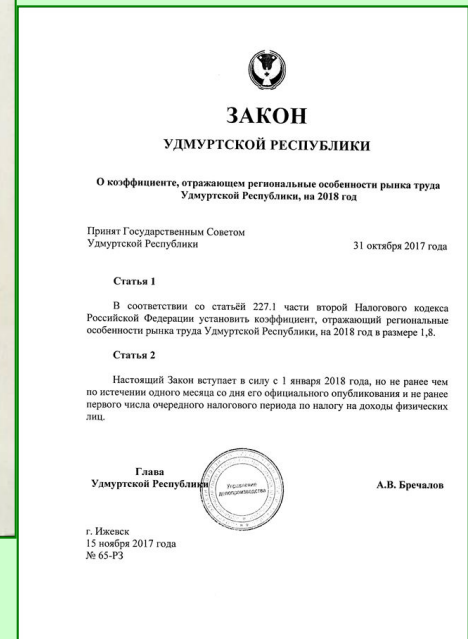 ЗАКОН
УДМУРТСКОЙ РЕСПУБЛИКИ
О коэффициенте, отражающем региональные особенности рынка труда
Удмуртской Республики, на 2018 год
Принят Государственным Советом
Удмуртской Республики 31 октября 2017 года
Статья 1
В соответствии со статьёй 227.1 части второй Налогового кодекса
Российской Федерации установить коэффициент, отражающий региональные
особенности рынка труда Удмуртской Республики, на 2018 год в размере 1,8.
Статья 2
Настоящий Закон вступает в силу с 1 января 2018 года, но не ранее чем
по истечении одного месяца со дня его официального опубликования и не ранее
первого числа очередного налогового периода по налогу на доходы физических
лиц.
Глава
Удмуртской Республики А.В. Бречалов
Управление
делопроизводства
г. Ижевск
15 ноября 2017 года
№ 65-РЗ